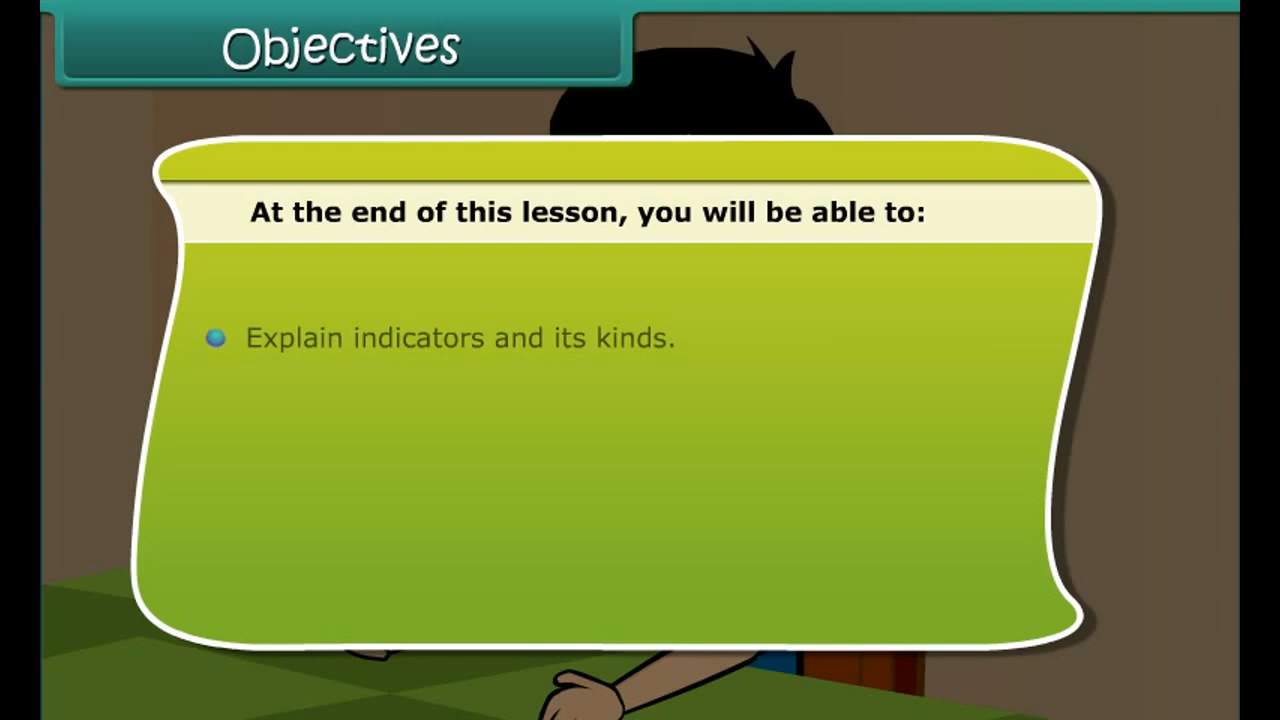 Objectives
At the end of this lesson, you will be able to:
Explain indicators and its kinds.